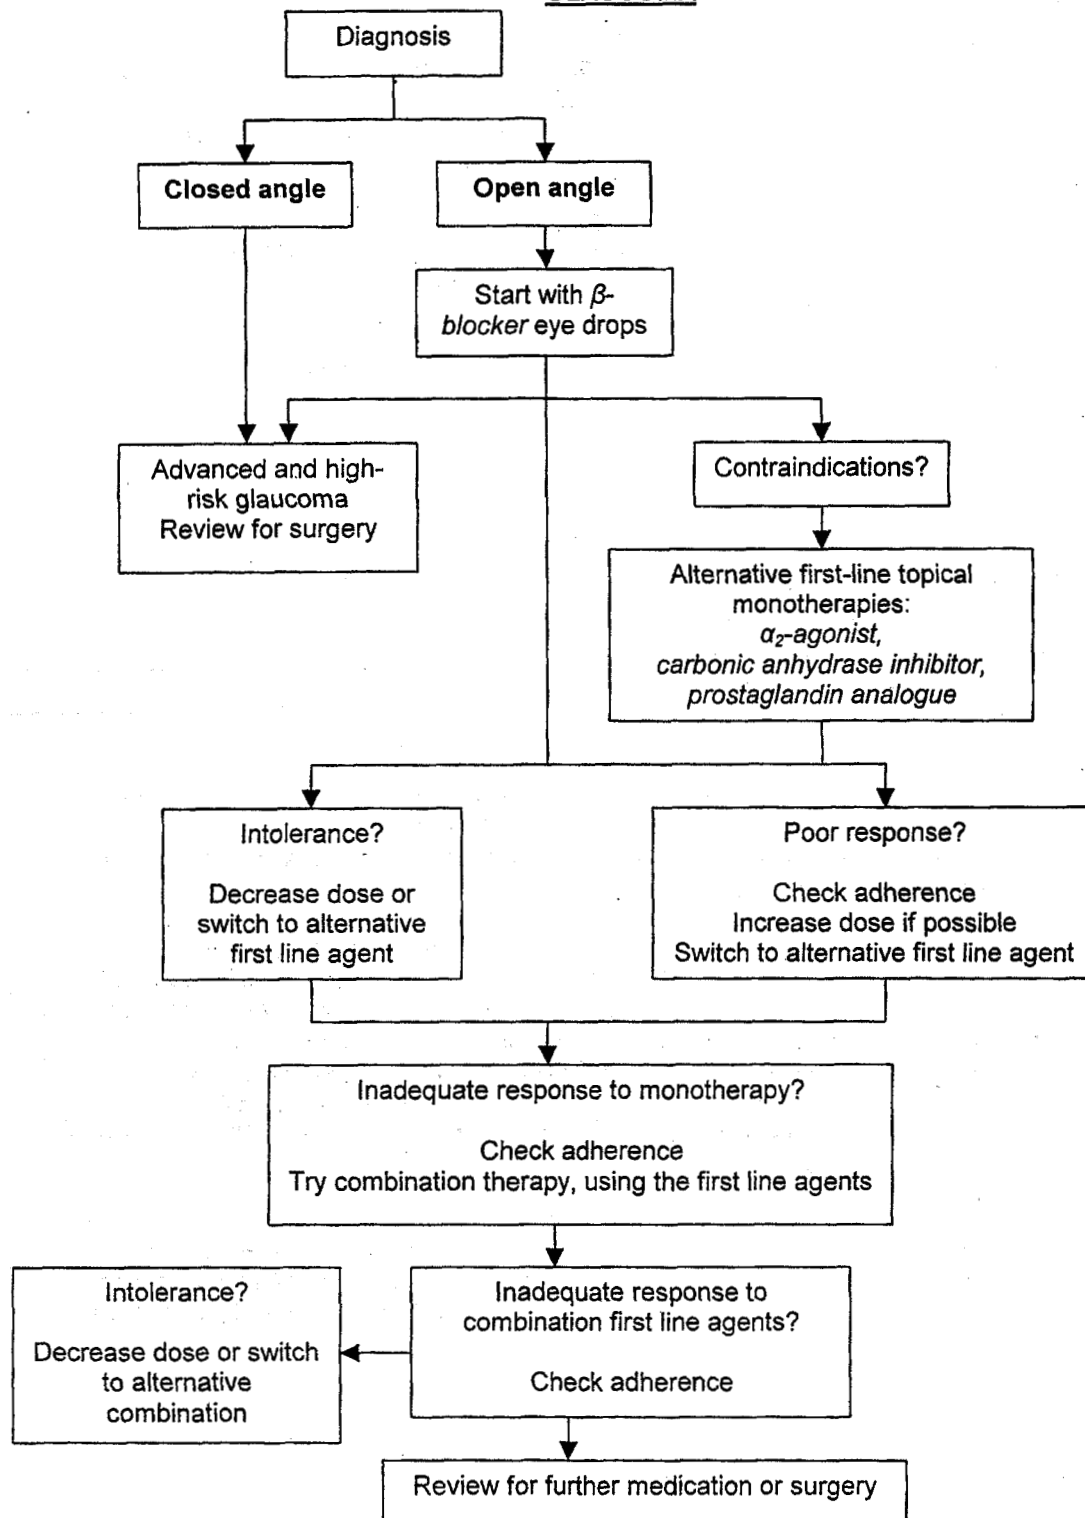 Diagnosis
Closed angle
Open angle
Start with β-
blocker eye drops
Advanced and high-
risk glaucoma
Review for surgery
Contraindications?
Alternative first-line topical
monotherapies:
α₂-agonist,
carbonic anhydrase inhibitor,
prostaglandin analogue
Intolerance?
Decrease dose or
switch to alternative
first line agent
Poor response?
Check adherence
Increase dose if possible
Switch to alternative first line agent
Inadequate response to monotherapy?
Check adherence
Try combination therapy, using the first line agents
Intolerance?
Decrease dose or switch
to alternative
combination
Inadequate response to
combination first line agents?
Check adherence
Review for further medication or surgery